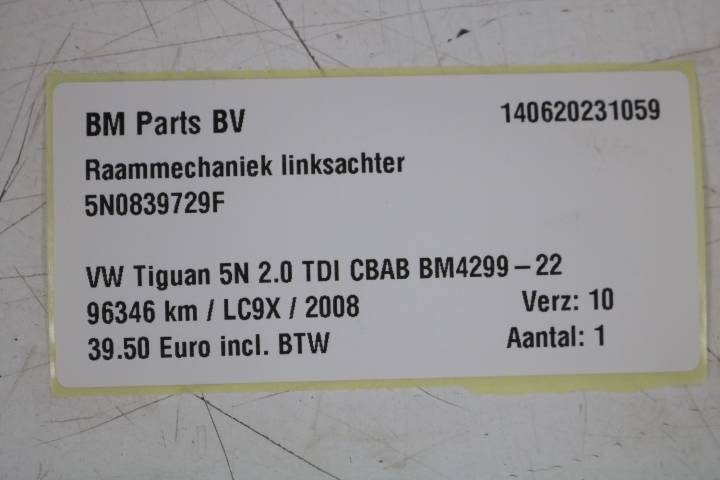 BM Parts BV 140620231059
Raammechaniek linksachter
5N0839729F
VW Tiguan 5N 2.0 TDI CBAB BM4299-22
96346 km / LC9X / 2008 Verz: 10
39.50 Euro incl. BTW Aantal: 1